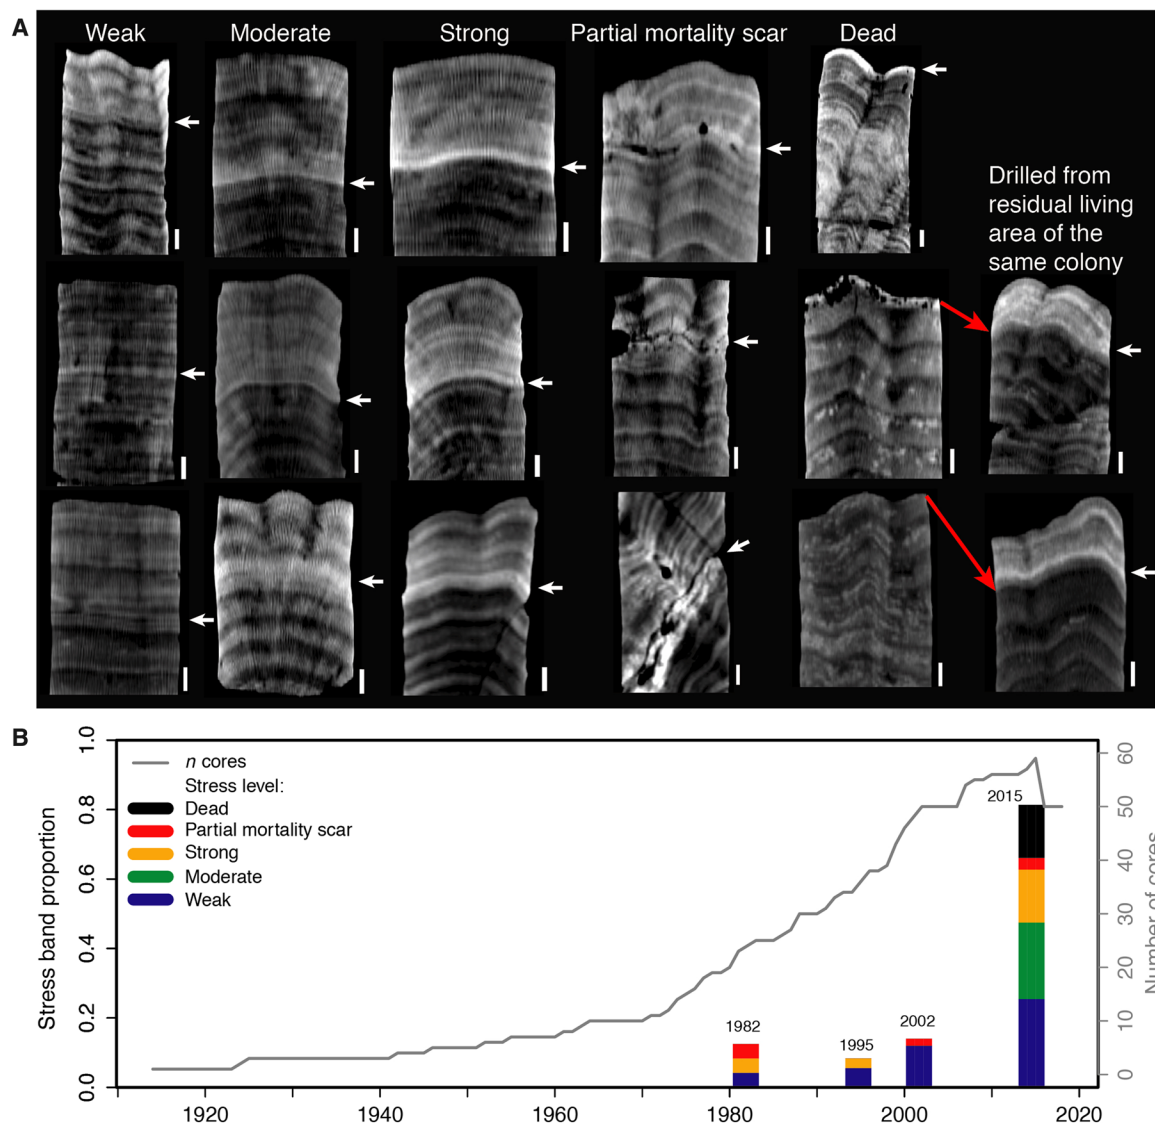 A
Weak
Moderate
Strong
Partial mortality scar
Dead
Drilled from
residual living
area of the
same colony
B
Stress band proportion
1.0
0.8
0.6
0.4
0.2
0.0
n cores
Stress level:
Dead
Partial mortality scar
Strong
Moderate
Weak
1982
1995
2002
2015
60
50
40
30
20
10
0
Number of cores
1920
1940
1960
1980
2000
2020